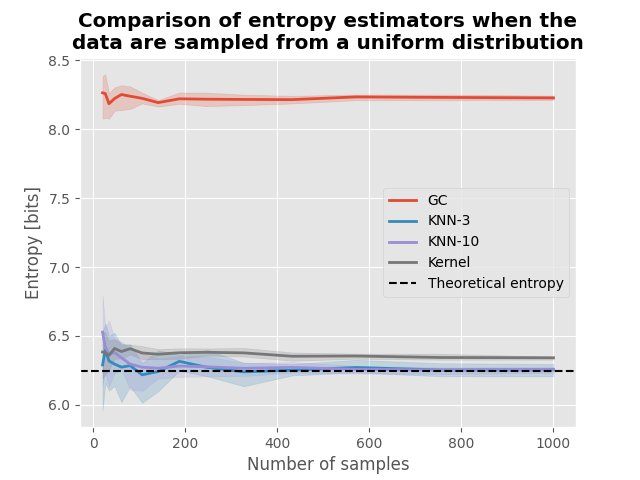 Comparison of entropy estimators when the
data are sampled from a uniform distribution
8.5
8.0
7.5
7.0
6.5
6.0
Entropy [bits]
GC
KNN-3
KNN-10
Kernel
Theoretical entropy
0
200
400
600
800
1000
Number of samples